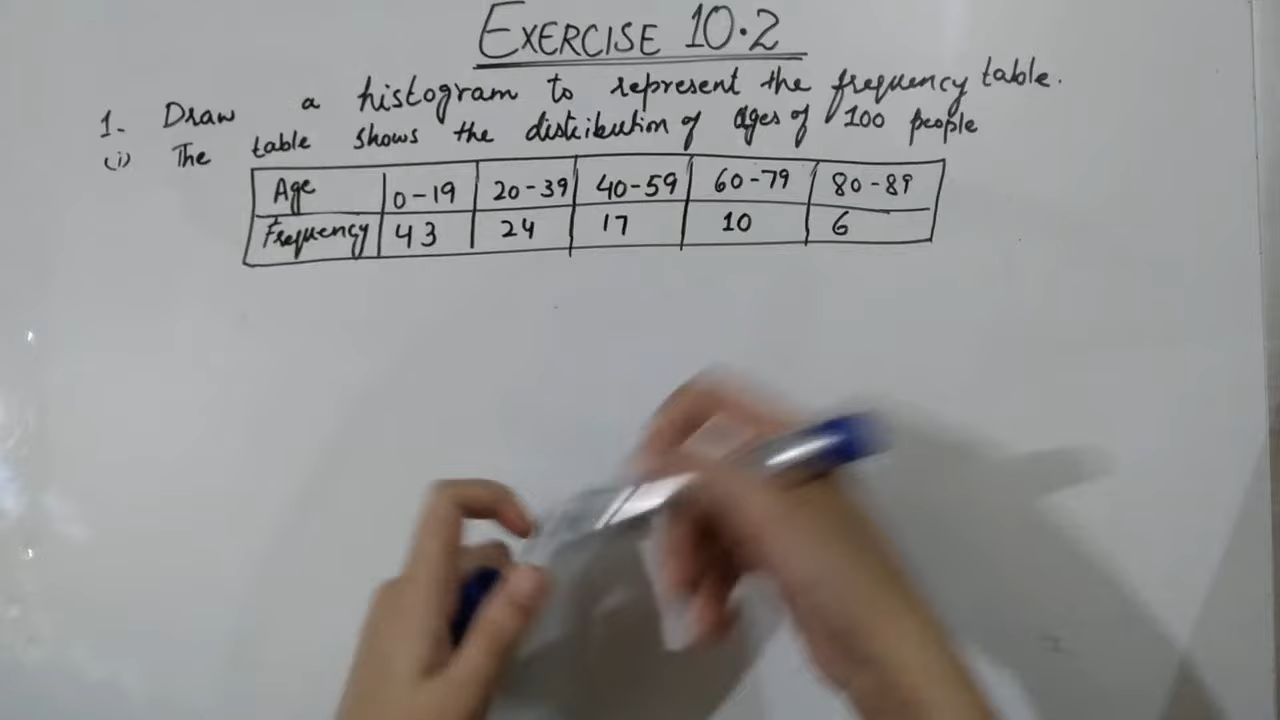 EXERCISE 10.2
1. Draw a histogram to represent the frequency table.
(i) The table shows the distribution of ages of 100 people
Age 0-19 20-39 40-59 60-79 80-89
Frequency 43 24 17 10 6